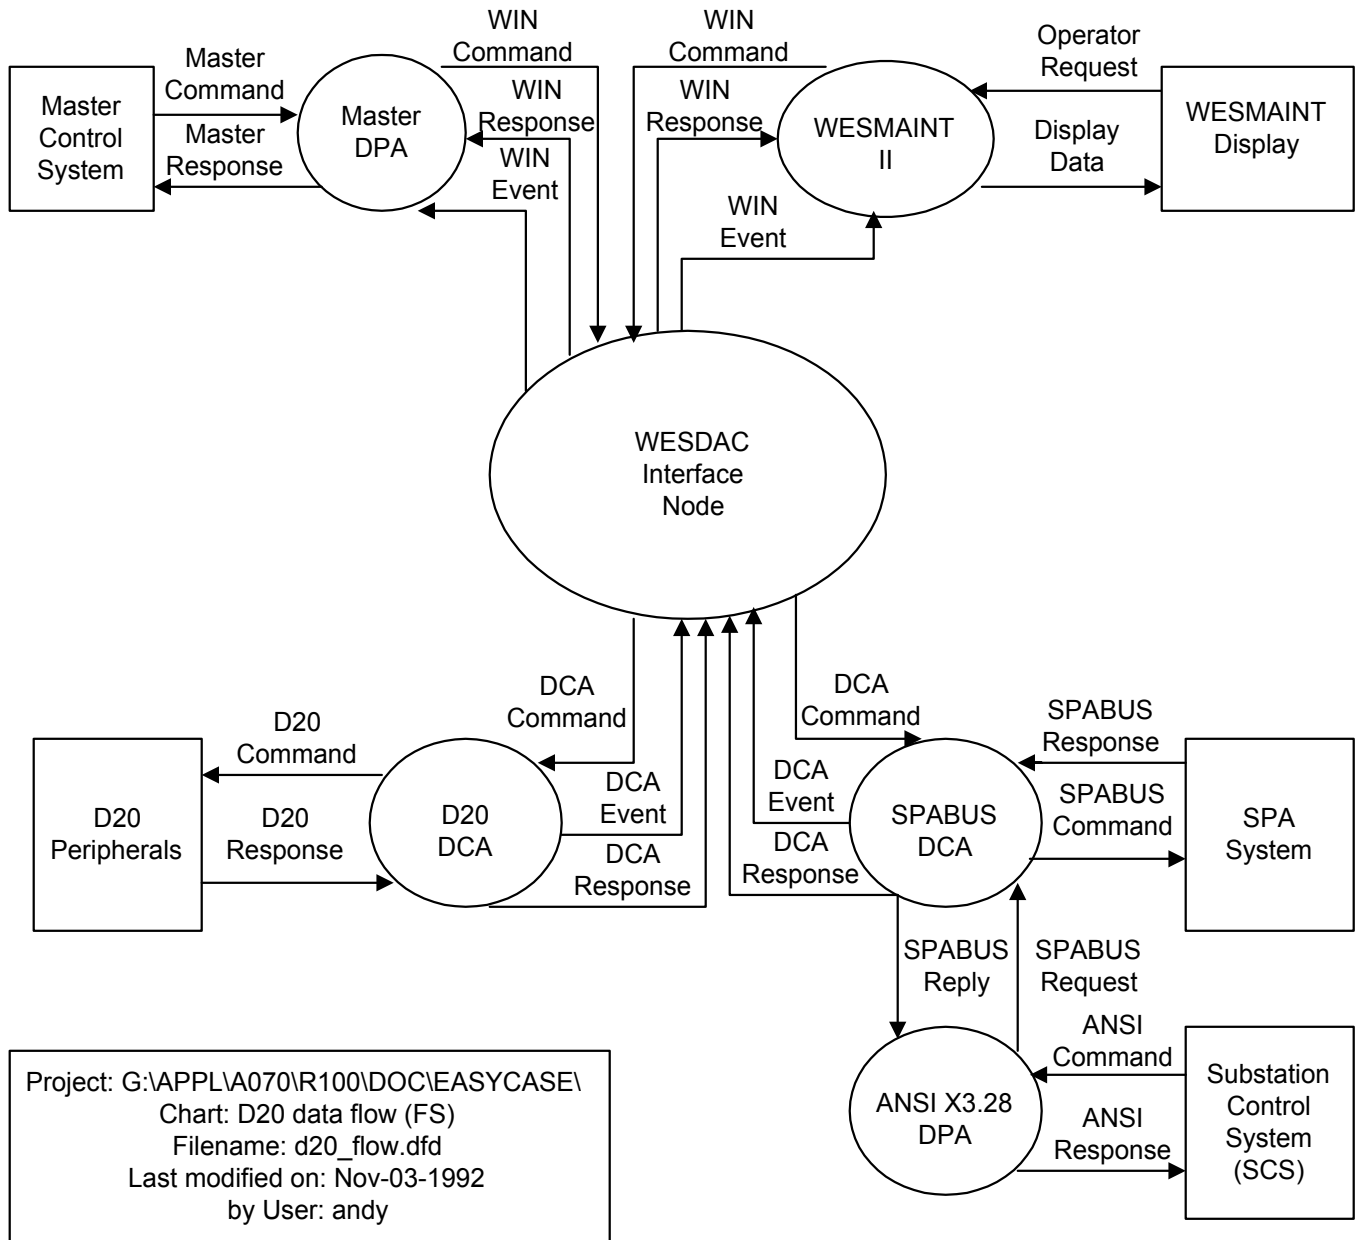 WIN
Command
WIN
Command
Operator
Request
Master
Command
Master
Control
System
Master
DPA
WIN
Response
WIN
Response
WESMAINT
II
Display
Data
WESMAINT
Display
Master
Response
WIN
Event
WIN
Event
WESDAC
Interface
Node
DCA
Command
DCA
Command
D20
Command
SPABUS
Response
D20
Peripherals
D20
Response
D20
DCA
DCA
Event
DCA
Event
SPABUS
DCA
SPABUS
Command
SPA
System
DCA
Response
DCA
Response
SPABUS
Reply
SPABUS
Request
ANSI
Command
ANSI X3.28
DPA
ANSI
Response
Substation
Control
System
(SCS)
Project: G:\APPL\A070\R100\DOC\EASYCASE\
Chart: D20 data flow (FS)
Filename: d20_flow.dfd
Last modified on: Nov-03-1992
by User: andy